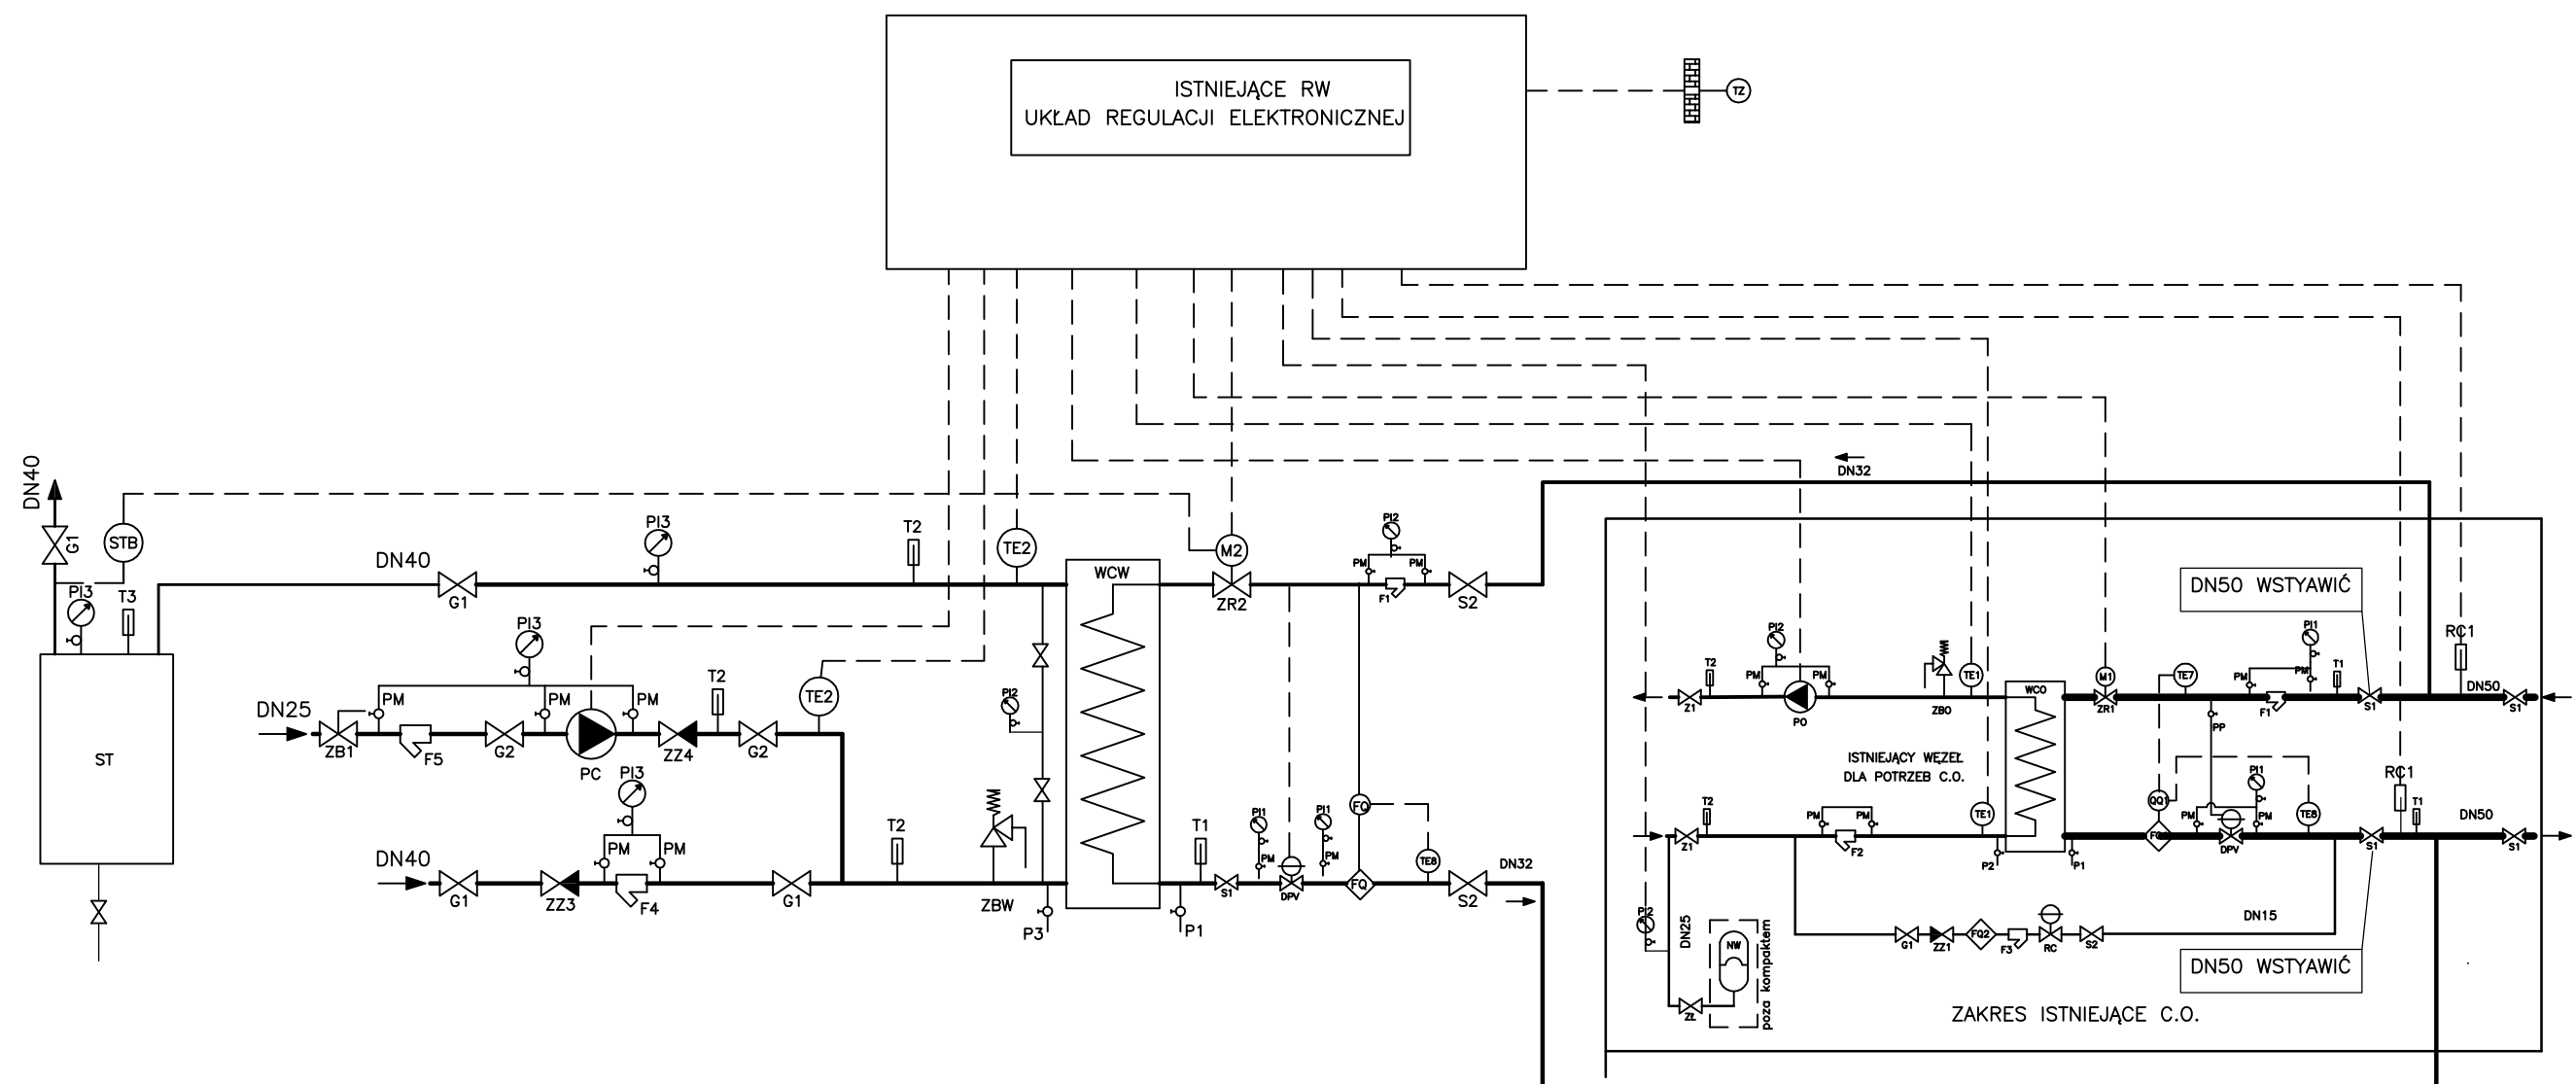 ISTNIEJĄCE RW
UKŁAD REGULACJI ELEKTRONICZNEJ
TZ
DN40
G1
STB
PI3
T3
ST
DN40
G1
PI3
T2
TE2
WCW
M2
ZR2
PI2
PM
PM
F1
S2
DN32
DN25
ZB1
PM
F5
G2
PI3
PM
PC
PM
ZZ4
T2
G2
TE2
PI2
DN40
G1
ZZ3
PI3
PM
PM
F4
G1
T2
ZBW
P3
P1
T1
S1
PI1
PM
DPV
PI1
PM
FQ
FQ
TE8
S2
DN32
DN50 WSTYAWIĆ
Z1
T2
PI2
PM
PM
PO
ZBO
TE1
WCO
M1
ZR1
TE7
PM
F1
PI1
PM
T1
S1
RC1
DN50
S1
PP
ISTNIEJĄCY WĘZEŁ
DLA POTRZEB C.O.
Z1
T2
PM
PM
F2
TE1
P2
P1
QQ1
FQ
PM
DPV
PI1
PM
TE8
S1
RC1
T1
DN50
S1
PI2
DN25
NW
ZŁ
poza kompaktem
G1
ZZ1
FQ2
F3
RC
S2
DN15
DN50 WSTYAWIĆ
ZAKRES ISTNIEJĄCE C.O.